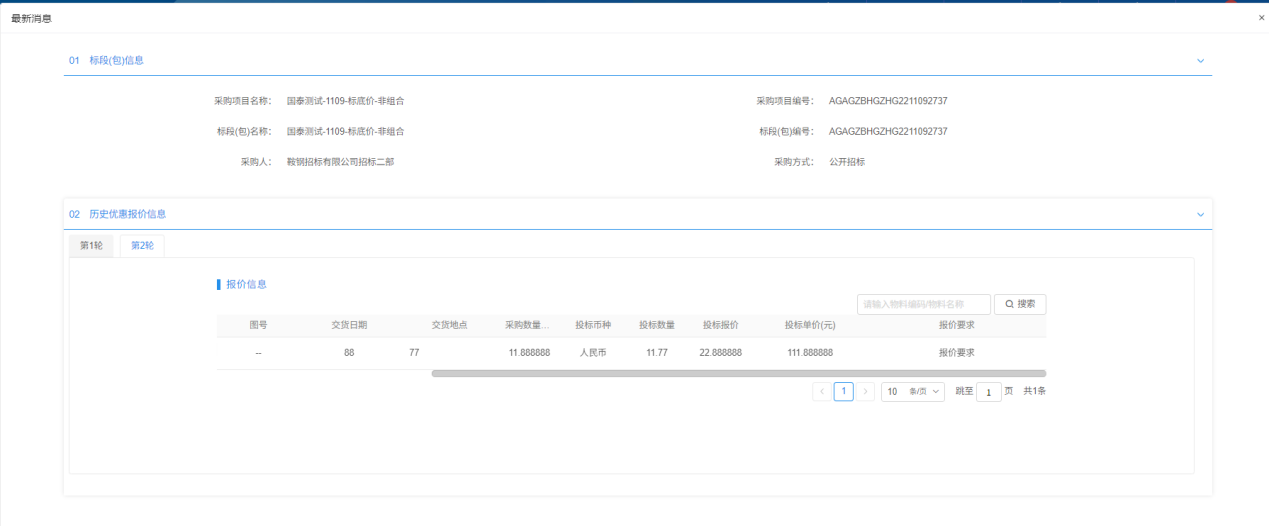 最新消息 ×
01 标段(包)信息
采购项目名称: 国泰测试-1109-标底价-非组合 采购项目编号: AGAGZBHGZHG2211092737
标段(包)名称: 国泰测试-1109-标底价-非组合 标段(包)编号: AGAGZBHGZHG2211092737
采购人: 鞍钢招标有限公司招标二部 采购方式: 公开招标
02 历史优惠报价信息
第1轮 第2轮
报价信息
请输入物料编码/物料名称 搜索
图号 交货日期 交货地点 采购数量... 投标币种 投标数量 投标报价 投标单价(元) 报价要求
-- 88 77 11.888888 人民币 11.77 22.888888 111.888888 报价要求
< 1 > 10 条/页 跳至 1 页 共1条